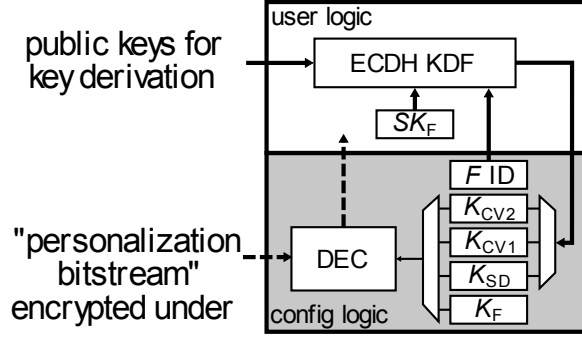 user logic
public keys for
key derivation
ECDH KDF
SKF
F ID
KCV2
KCV1
KSD
KF
DEC
"personalization
bitstream"
encrypted under
config logic